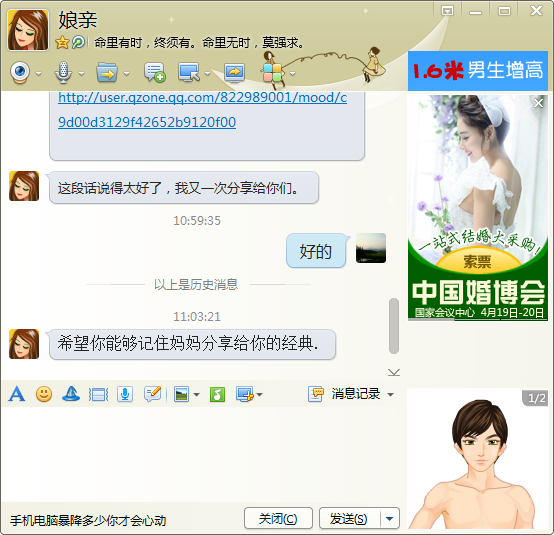 娘亲
命里有时，终须有。命里无时，莫强求。
1.6米男生增高
http://user.qzone.qq.com/822989001/mood/c
9d00d3129f42652b9120f00
这段话说得太好了，我又一次分享给你们。
10:59:35
好的
以上是历史消息
11:03:21
希望你能够记住妈妈分享给你的经典.
一站式结婚大采购!
索票
中国婚博会
国家会议中心 4月19日-20日
消息记录
1/2
手机电脑暴降多少你才会心动
关闭(C)
发送(S)